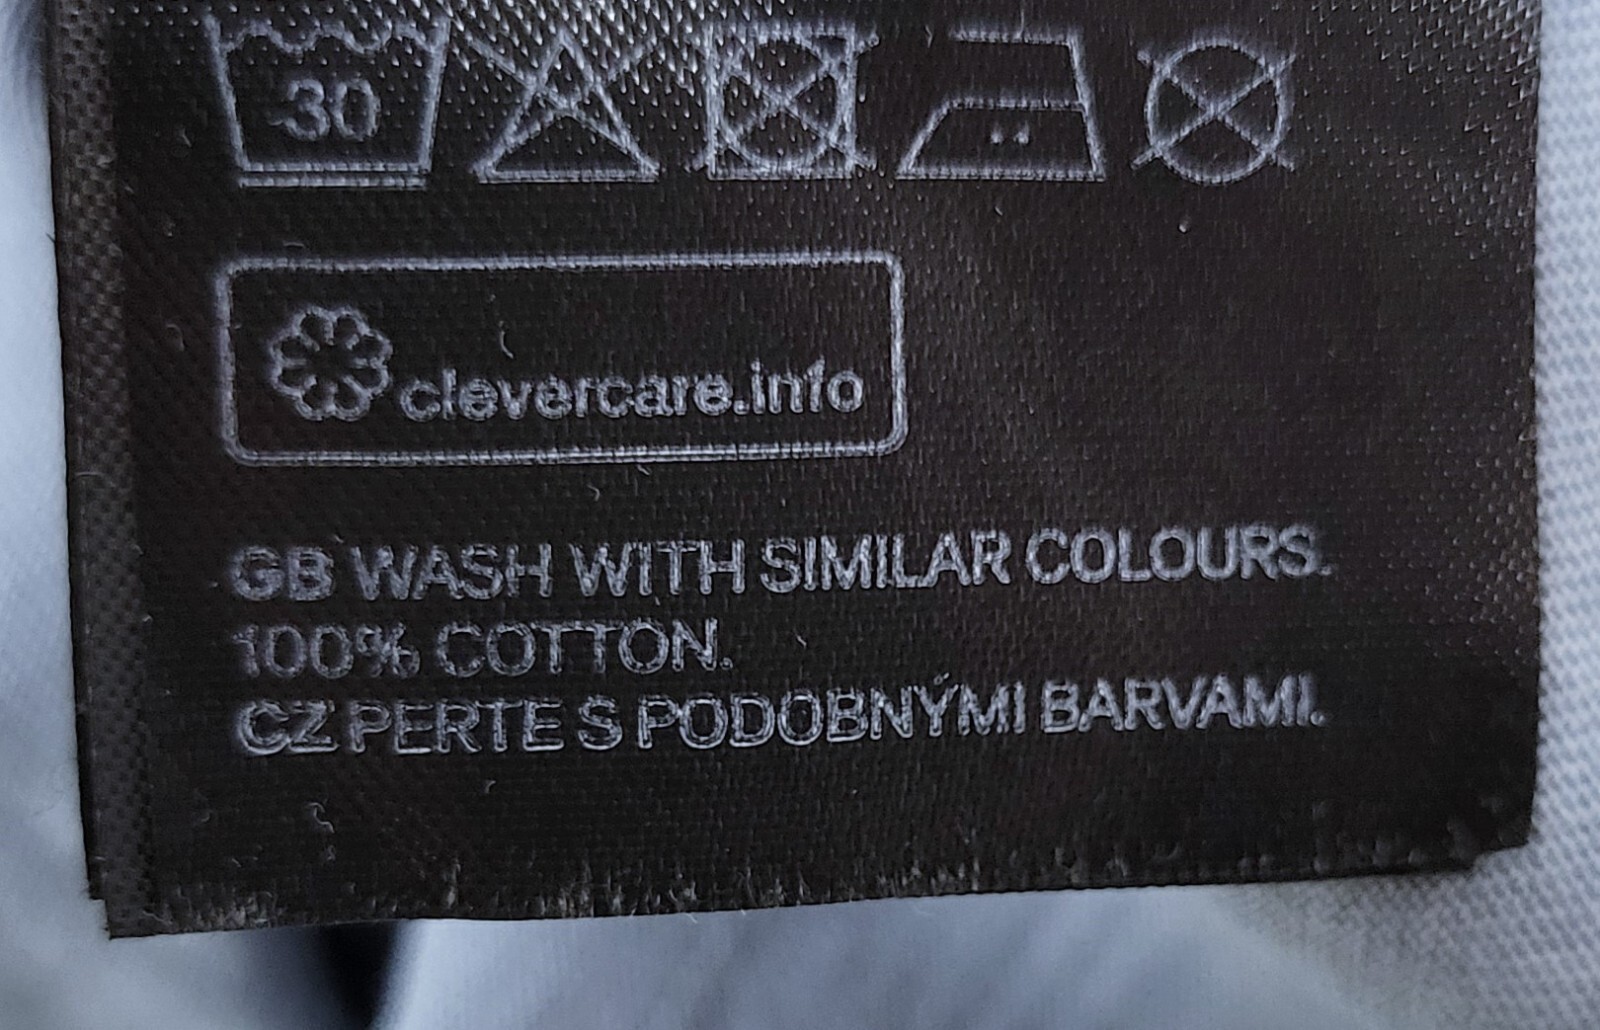 30
clevercare.info
GB WASH WITH SIMILAR COLOURS.
100% COTTON.
CZ PERTE S PODOBNÝMI BARVAMI.